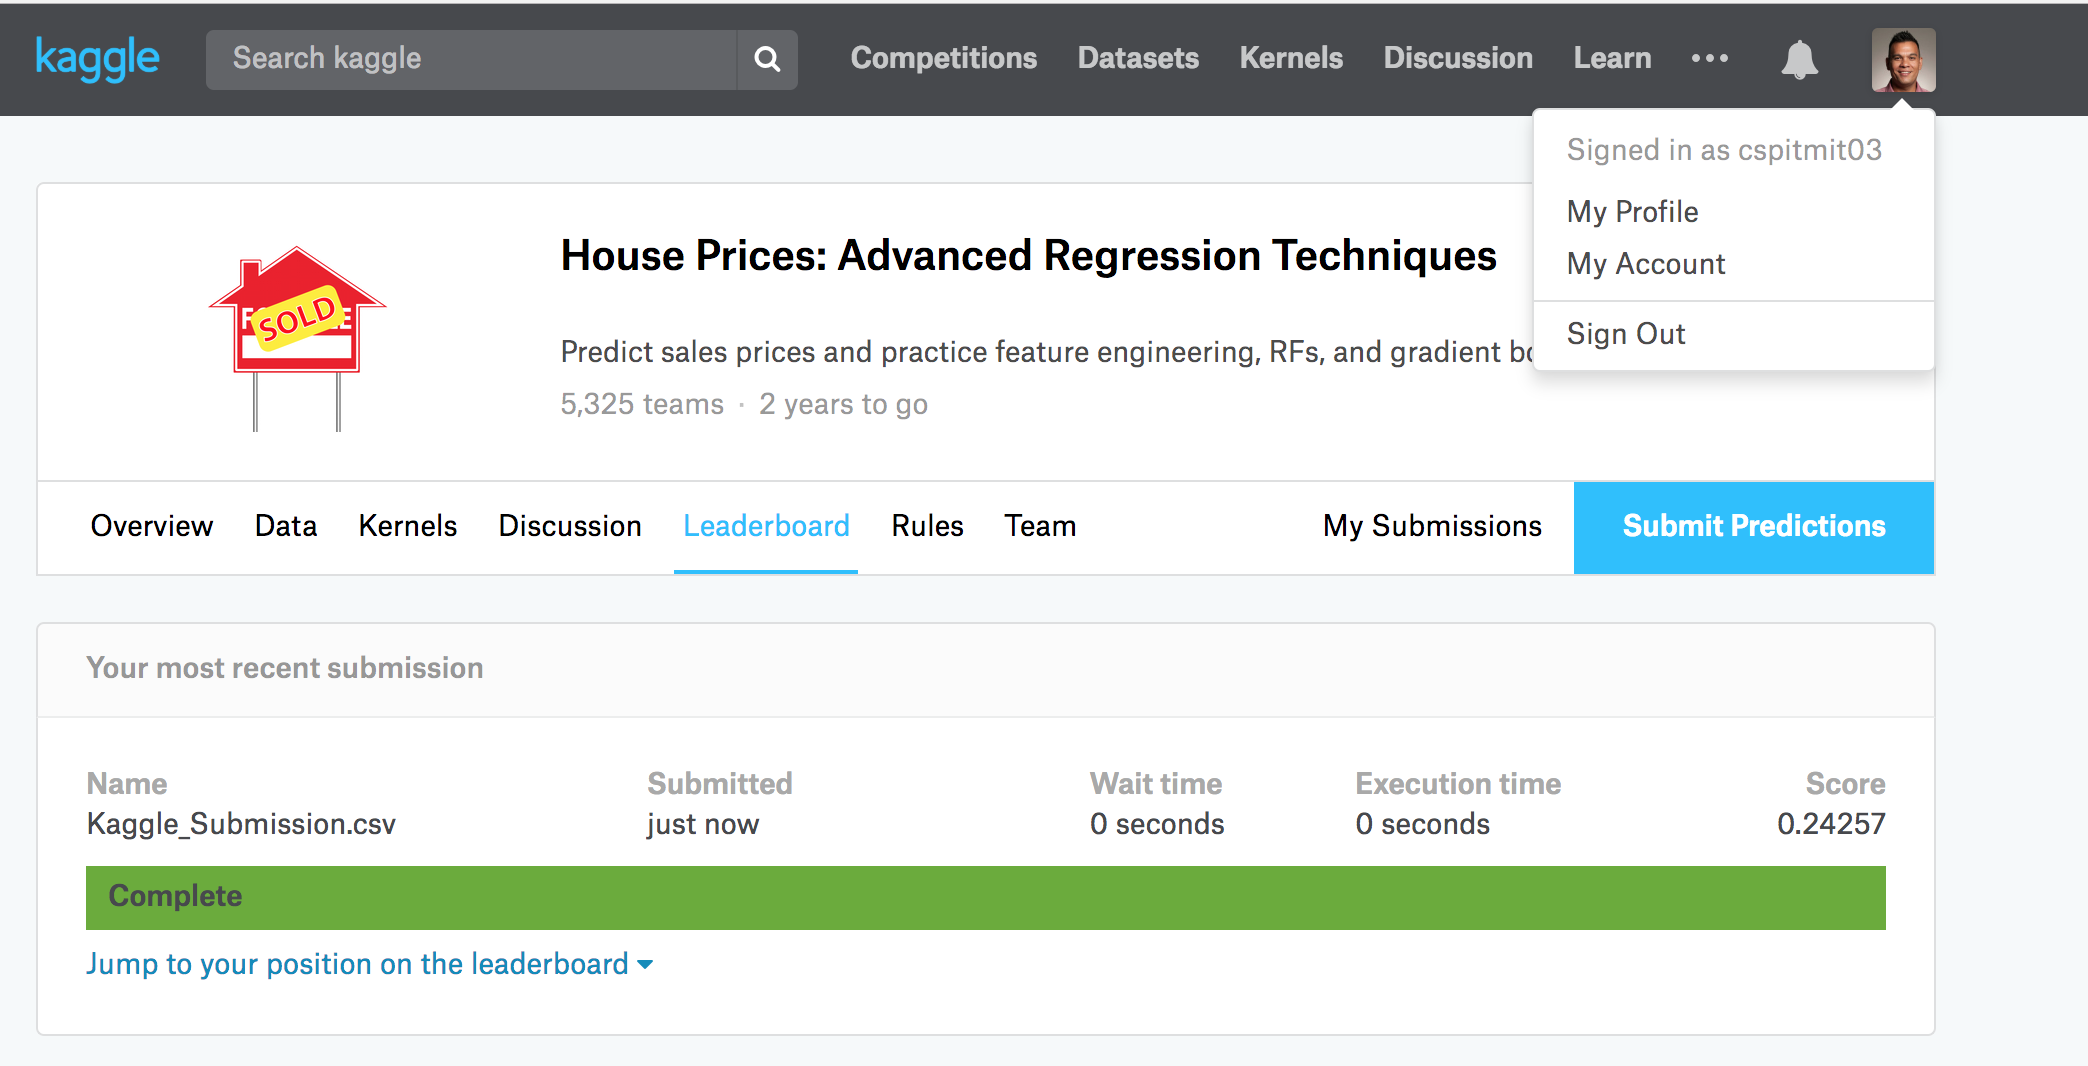 kaggle
Search kaggle
Competitions Datasets Kernels Discussion Learn
Signed in as cspitmit03
My Profile
My Account
Sign Out
SOLD
House Prices: Advanced Regression Techniques
Predict sales prices and practice feature engineering, RFs, and gradient
5,325 teams · 2 years to go
Overview Data Kernels Discussion Leaderboard Rules Team My Submissions Submit Predictions
Your most recent submission
Name Submitted Wait time Execution time Score
Kaggle_Submission.csv just now 0 seconds 0 seconds 0.24257
Complete
Jump to your position on the leaderboard